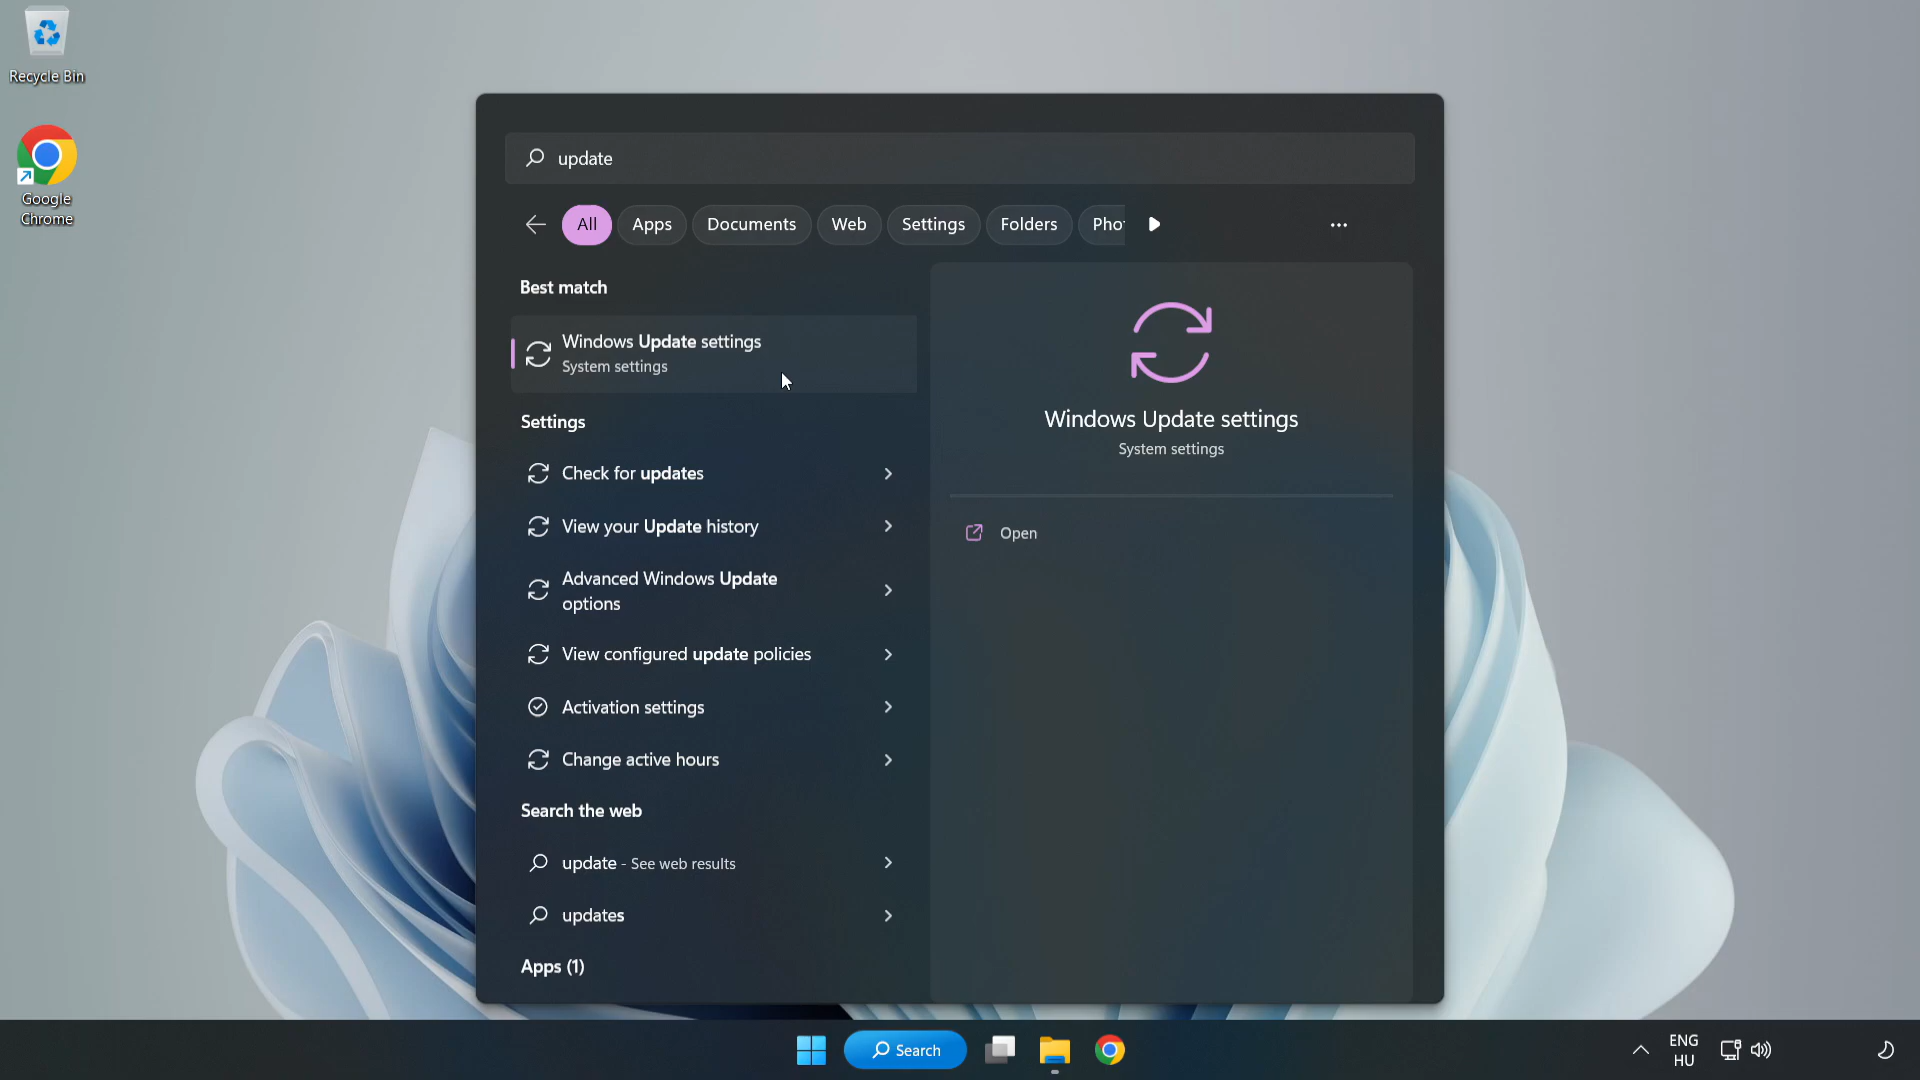 Recycle Bin
Google
Chrome
update
All
Apps
Documents
Web
Settings
Folders
Pho
Best match
Windows Update settings
System settings
Settings
Check for updates
View your Update history
Advanced Windows Update
options
View configured update policies
Activation settings
Change active hours
Search the web
update - See web results
updates
Apps (1)
Windows Update settings
System settings
Open
Search
ENG
HU